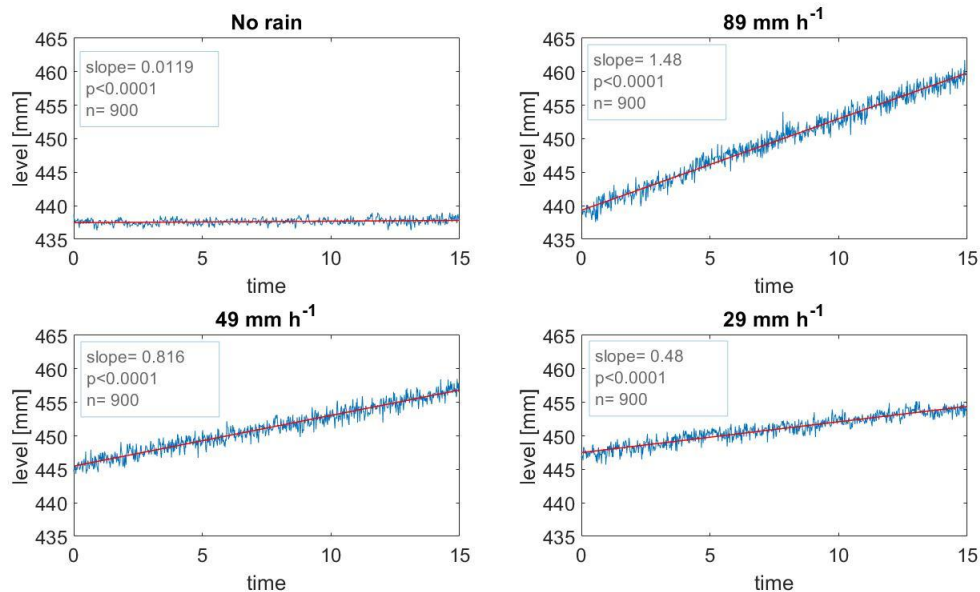 No rain
465
460
455
450
445
440
435
level [mm]
slope= 0.0119
p<0.0001
n= 900
0 5 10 15
time
89 mm h⁻¹
465
460
455
450
445
440
435
level [mm]
slope= 1.48
p<0.0001
n= 900
0 5 10 15
time
49 mm h⁻¹
465
460
455
450
445
440
435
level [mm]
slope= 0.816
p<0.0001
n= 900
0 5 10 15
time
29 mm h⁻¹
465
460
455
450
445
440
435
level [mm]
slope= 0.48
p<0.0001
n= 900
0 5 10 15
time